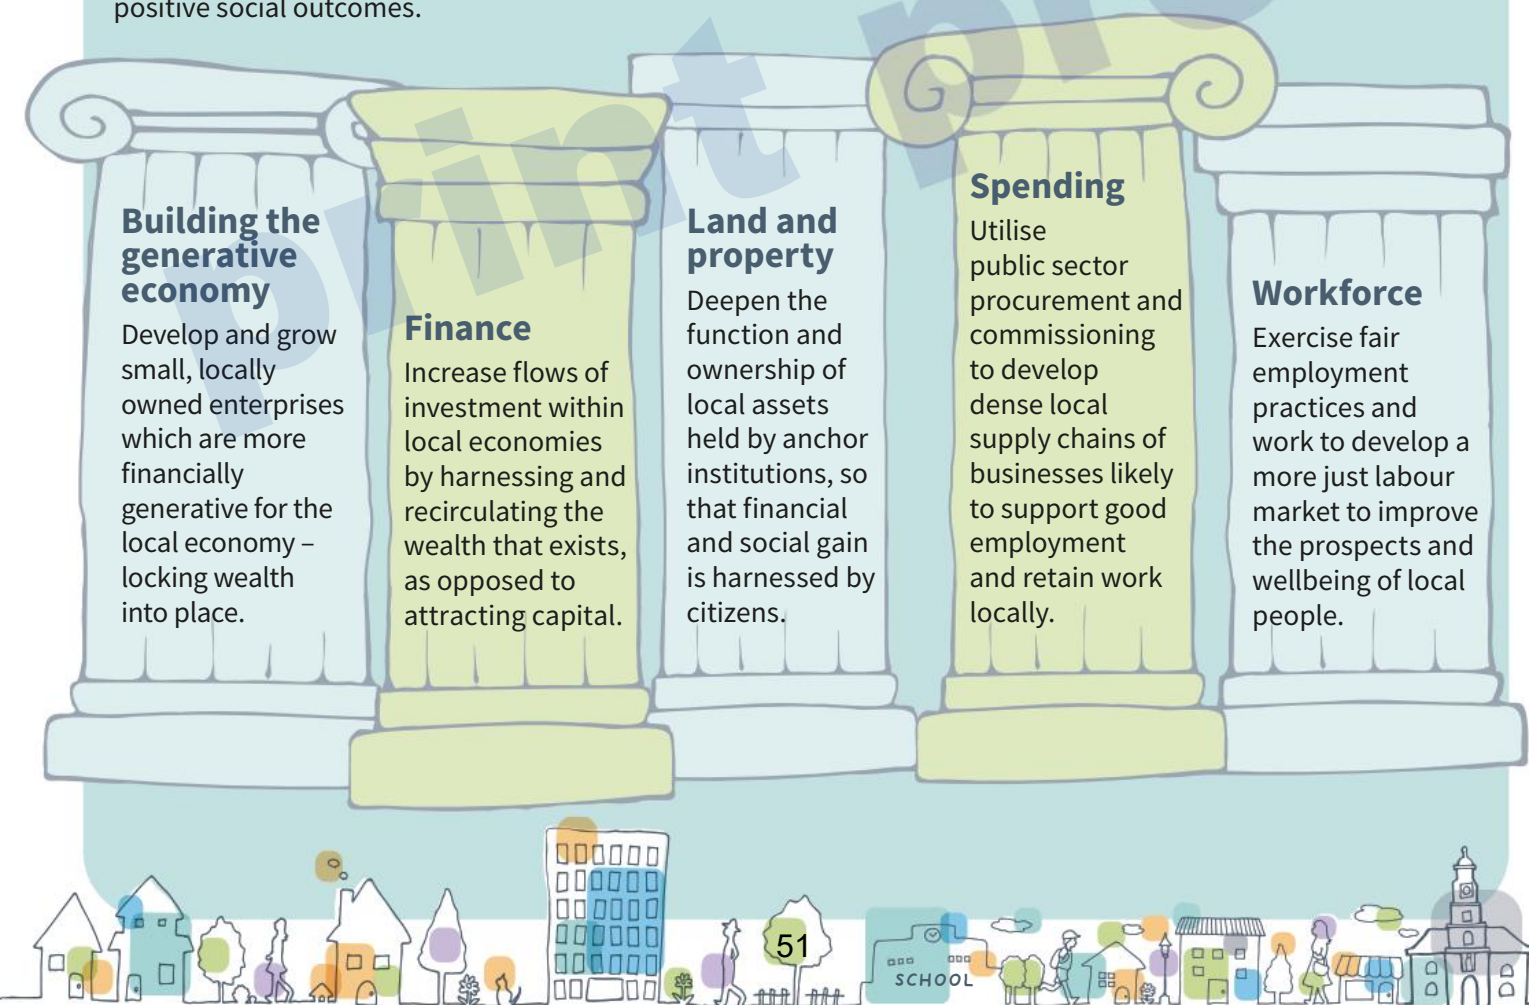 positive social outcomes.
Building the
generative
economy
Develop and grow
small, locally
owned enterprises
which are more
financially
generative for the
local economy –
locking wealth
into place.
Finance
Increase flows of
investment within
local economies
by harnessing and
recirculating the
wealth that exists,
as opposed to
attracting capital.
Land and
property
Deepen the
function and
ownership of
local assets
held by anchor
institutions, so
that financial
and social gain
is harnessed by
citizens.
Spending
Utilise
public sector
procurement and
commissioning
to develop
dense local
supply chains of
businesses likely
to support good
employment
and retain work
locally.
Workforce
Exercise fair
employment
practices and
work to develop a
more just labour
market to improve
the prospects and
wellbeing of local
people.
print
51
SCHOOL